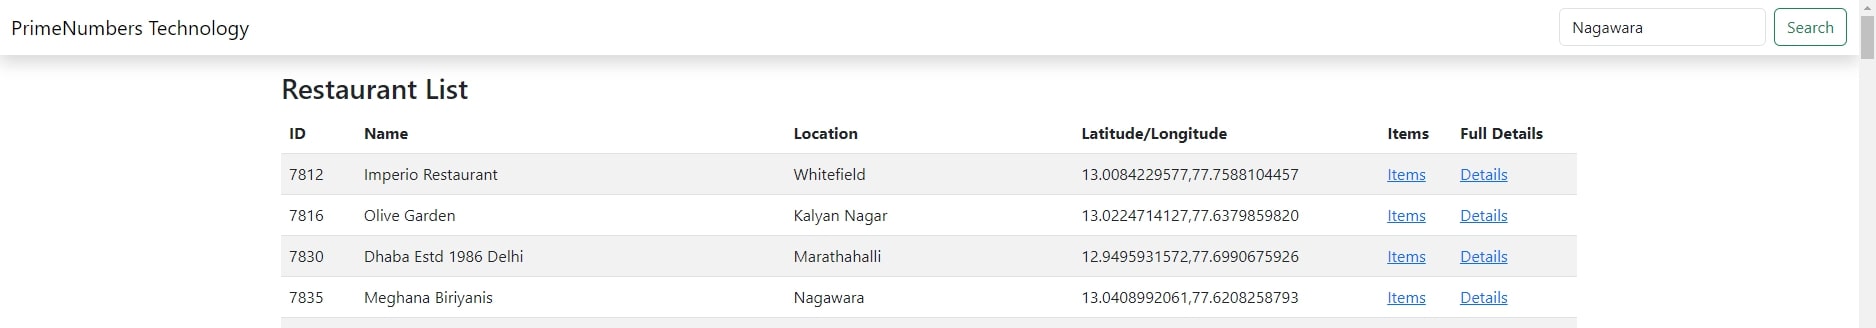 PrimeNumbers Technology Nagawara Search
Restaurant List
ID Name Location Latitude/Longitude Items Full Details
7812 Imperio Restaurant Whitefield 13.0084229577,77.7588104457 Items Details
7816 Olive Garden Kalyan Nagar 13.0224714127,77.6379859820 Items Details
7830 Dhaba Estd 1986 Delhi Marathahalli 12.9495931572,77.6990675926 Items Details
7835 Meghana Biriyanis Nagawara 13.0408992061,77.6208258793 Items Details